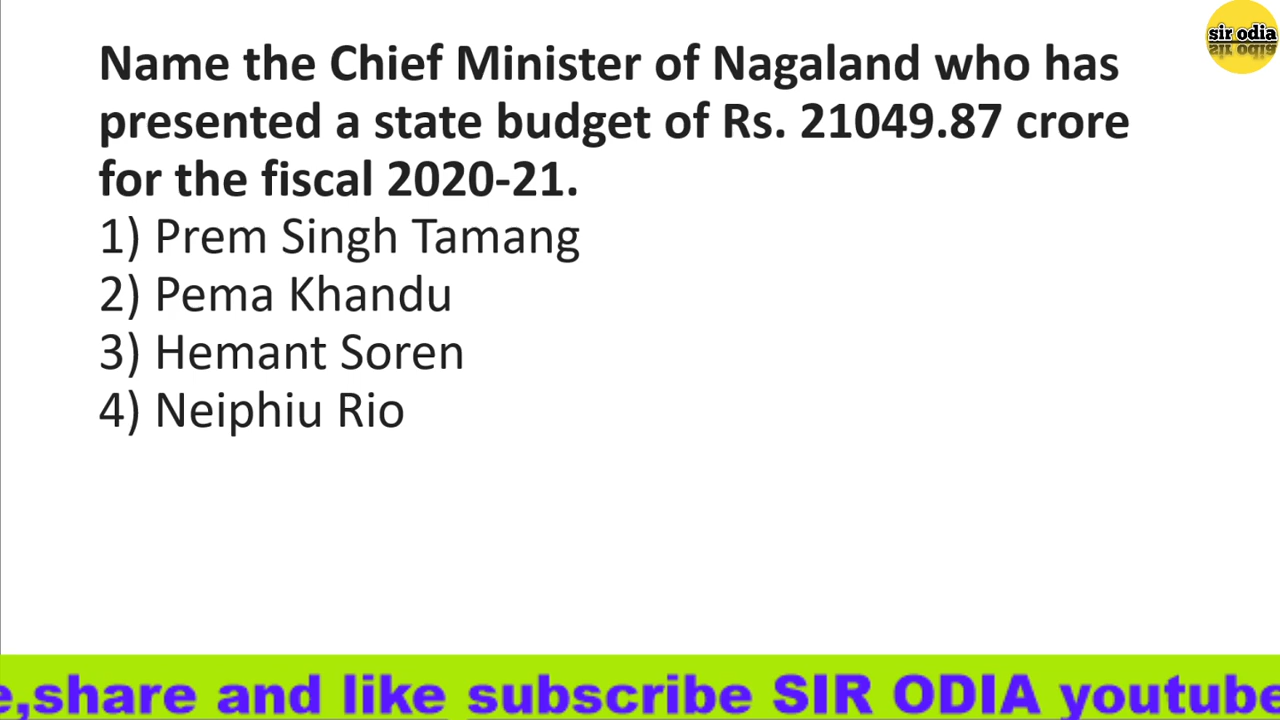 sir odia
Name the Chief Minister of Nagaland who has
presented a state budget of Rs. 21049.87 crore
for the fiscal 2020-21.
1) Prem Singh Tamang
2) Pema Khandu
3) Hemant Soren
4) Neiphiu Rio
e,share and like subscribe SIR ODIA youtube